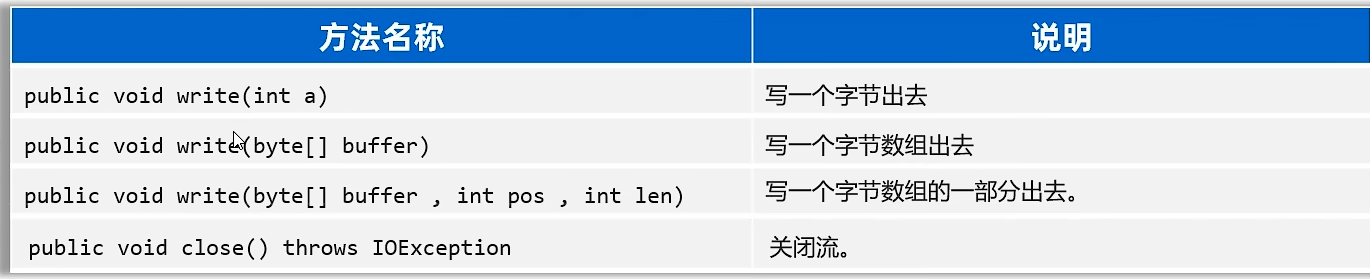 方法名称 说明
public void write(int a) 写一个字节出去
public void write(byte[] buffer) 写一个字节数组出去
public void write(byte[] buffer , int pos , int len) 写一个字节数组的一部分出去。
public void close() throws IOException 关闭流。